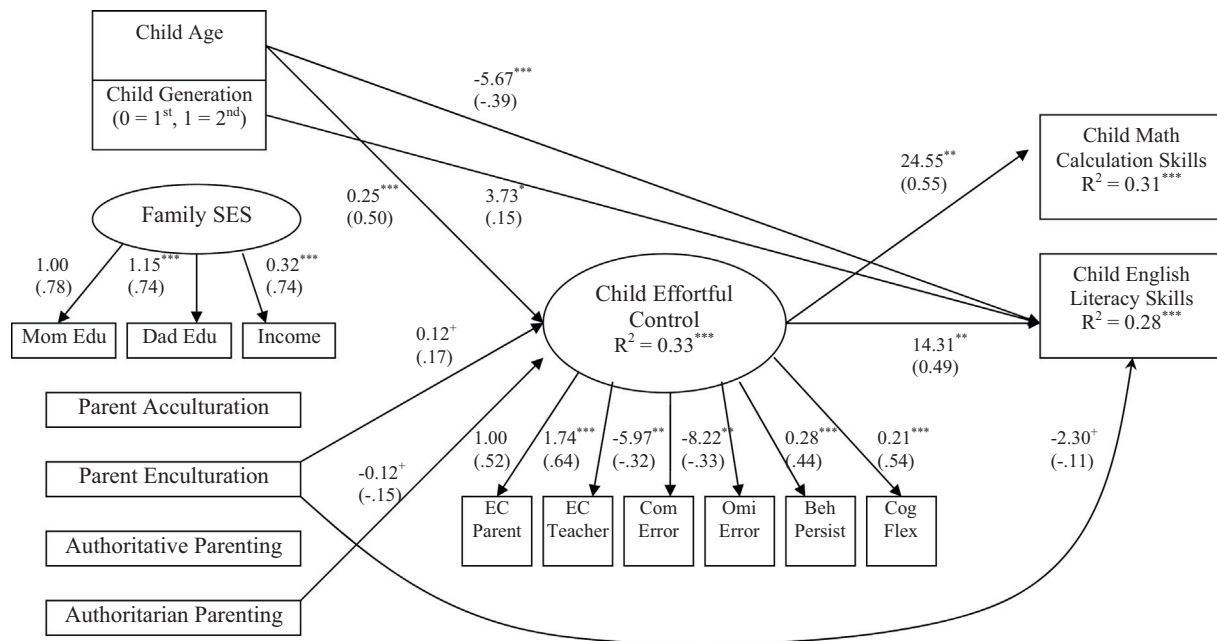 Child Age
Child Generation
(0 = 1st, 1 = 2nd)
-5.67***
(-.39)
Child Math
Calculation Skills
R2 = 0.31***
24.55**
(0.55)
0.25***
(0.50)
3.73*
(.15)
Family SES
1.00
(.78)
1.15***
(.74)
0.32***
(.74)
Mom Edu
Dad Edu
Income
Child Effortful
Control
R2 = 0.33***
Child English
Literacy Skills
R2 = 0.28***
14.31**
(0.49)
0.12+
(.17)
Parent Acculturation
Parent Enculturation
-0.12+
(-.15)
Authoritative Parenting
Authoritarian Parenting
1.00
(.52)
1.74***
(.64)
-5.97**
(-.32)
-8.22**
(-.33)
0.28***
(.44)
0.21***
(.54)
-2.30+
(-.11)
EC
Parent
EC
Teacher
Com
Error
Omi
Error
Beh
Persist
Cog
Flex